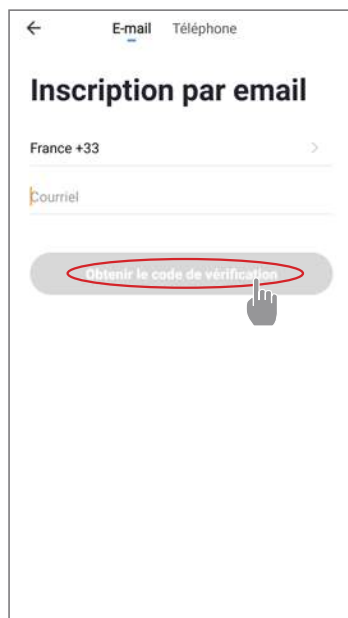 E-mail Téléphone
Inscription par email
France +33
Courriel
Obtenir le code de vérification